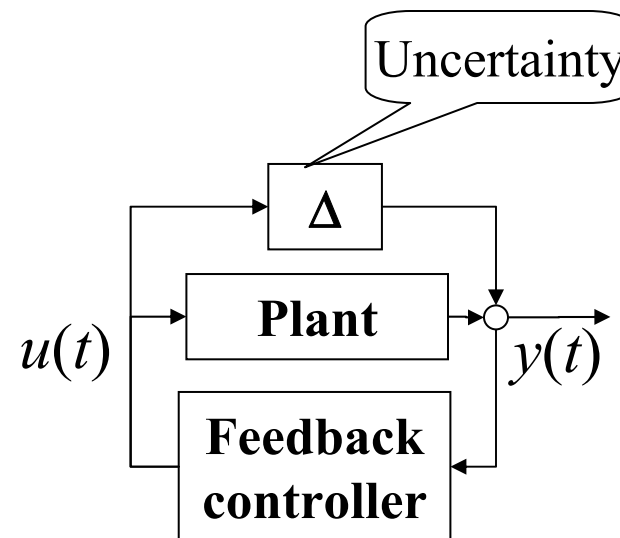 Uncertainty
Δ
Plant
u(t)
y(t)
Feedback
controller